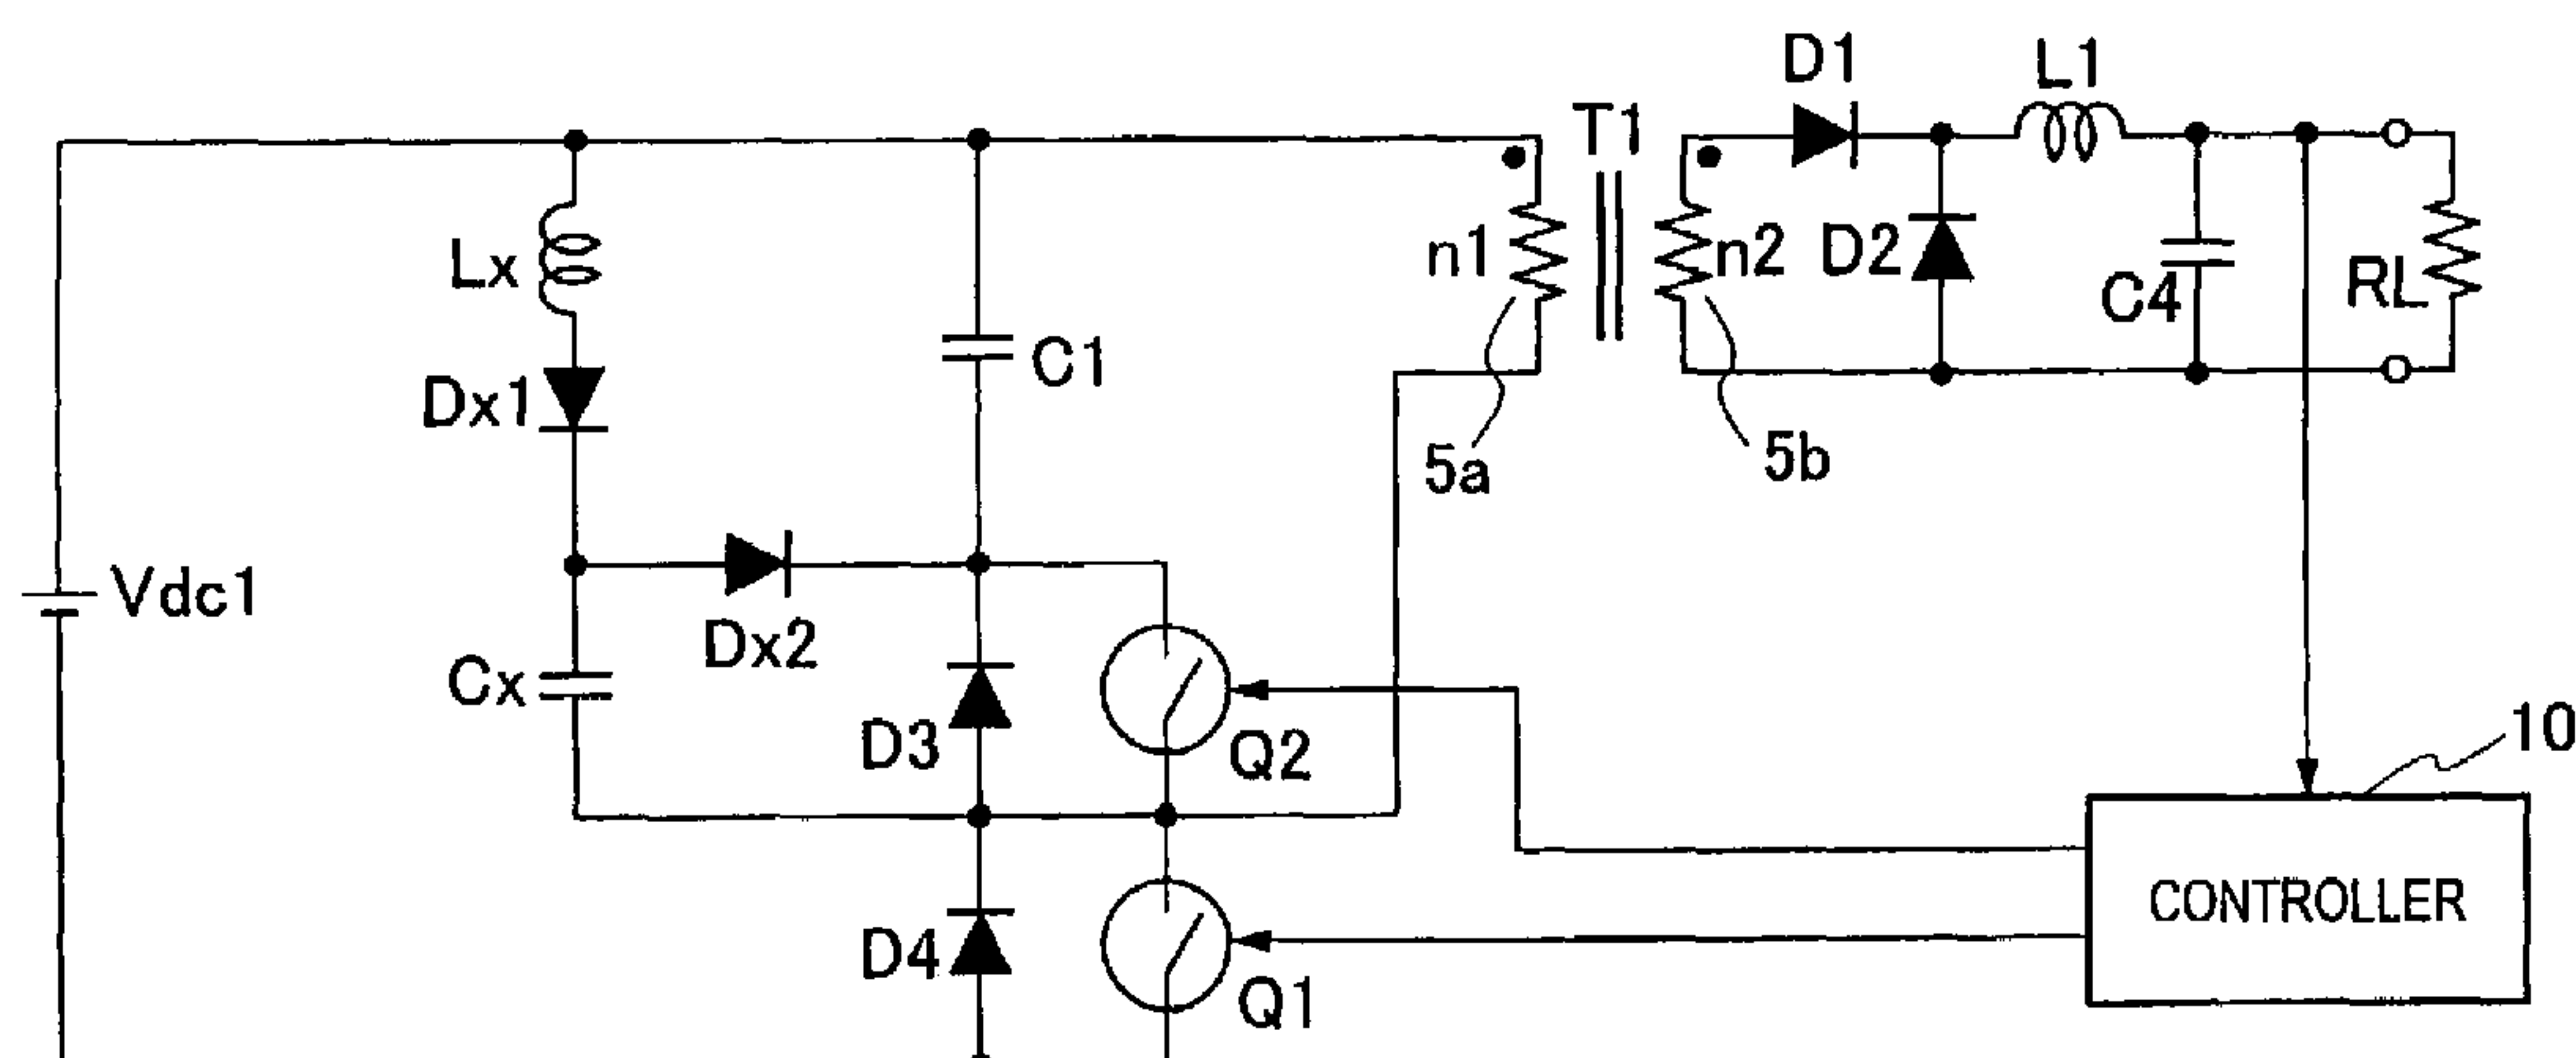 D1
L1
T1
Lx
n1
n2
D2
C4
RL
C1
Dx1
5a
5b
Vdc1
Dx2
Cx
D3
Q2
10
CONTROLLER
D4
Q1